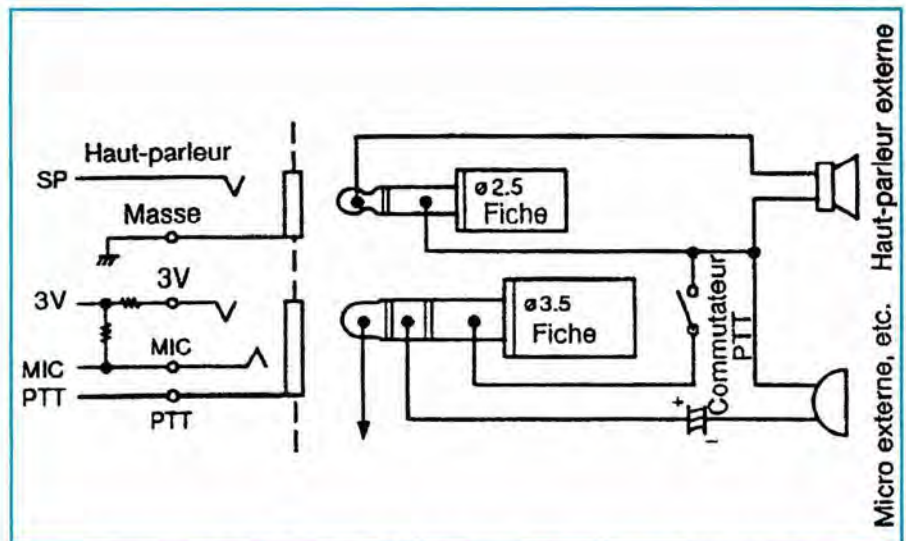 Haut-parleur
SP
Masse
3V
3V
MIC
MIC
PTT
PTT
ø2.5
Fiche
ø3.5
Fiche
Commutateur
PTT
+
−
Micro externe, etc.
Haut-parleur externe